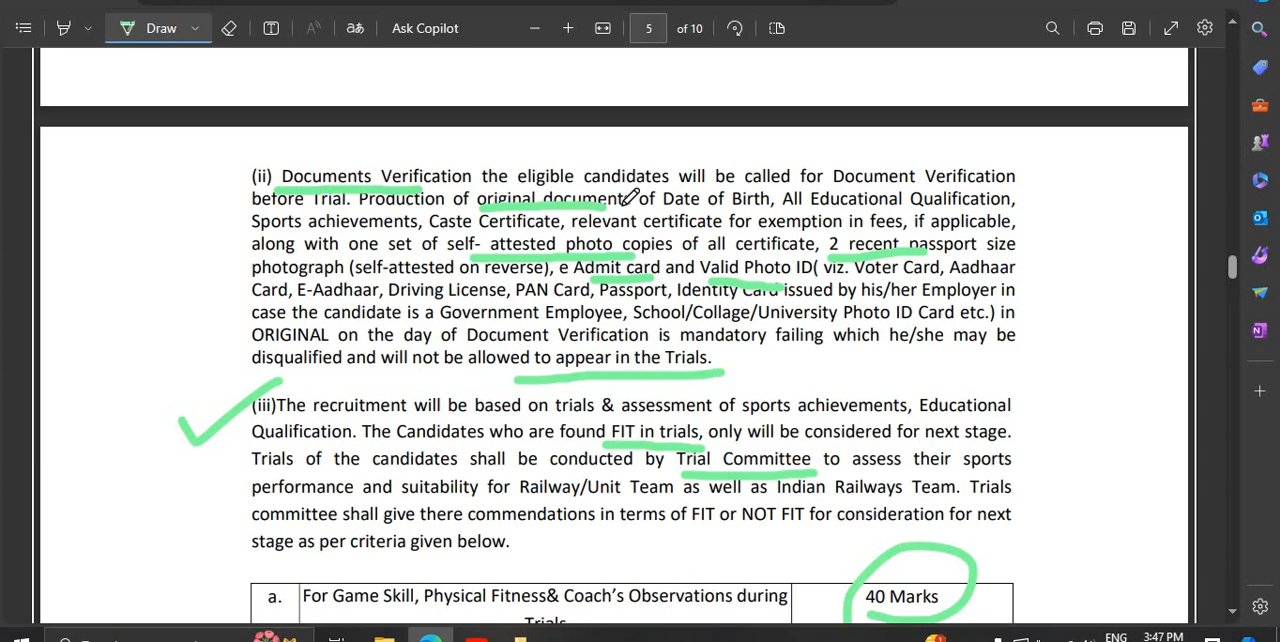 Draw
aあ
Ask Copilot
5
of 10
(ii) Documents Verification the eligible candidates will be called for Document Verification
before Trial. Production of original document of Date of Birth, All Educational Qualification,
Sports achievements, Caste Certificate, relevant certificate for exemption in fees, if applicable,
along with one set of self- attested photo copies of all certificate, 2 recent passport size
photograph (self-attested on reverse), e Admit card and Valid Photo ID( viz. Voter Card, Aadhaar
Card, E-Aadhaar, Driving License, PAN Card, Passport, Identity Card issued by his/her Employer in
case the candidate is a Government Employee, School/Collage/University Photo ID Card etc.) in
ORIGINAL on the day of Document Verification is mandatory failing which he/she may be
disqualified and will not be allowed to appear in the Trials.
(iii)The recruitment will be based on trials & assessment of sports achievements, Educational
Qualification. The Candidates who are found FIT in trials, only will be considered for next stage.
Trials of the candidates shall be conducted by Trial Committee to assess their sports
performance and suitability for Railway/Unit Team as well as Indian Railways Team. Trials
committee shall give there commendations in terms of FIT or NOT FIT for consideration for next
stage as per criteria given below.
a. For Game Skill, Physical Fitness& Coach's Observations during 40 Marks
Trials
ENG 3:47 PM